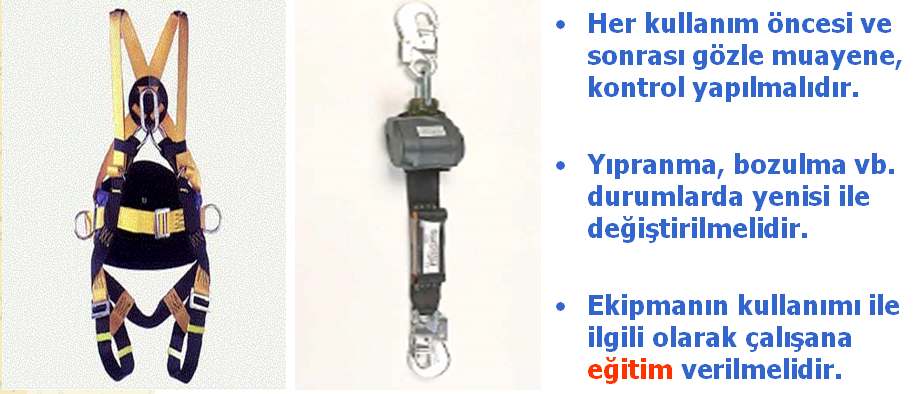 • Her kullanım öncesi ve
sonrası gözle muayene,
kontrol yapılmalıdır.
• Yıpranma, bozulma vb.
durumlarda yenisi ile
değiştirilmelidir.
• Ekipmanın kullanımı ile
ilgili olarak çalışana
eğitim verilmelidir.